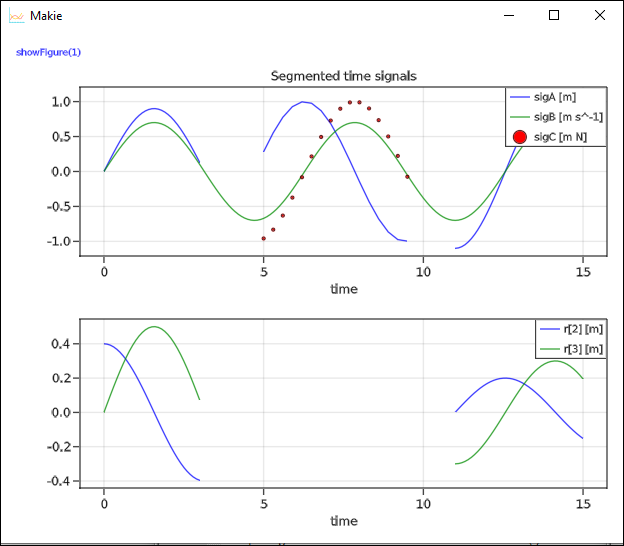 Makie
showFigure(1)
Segmented time signals
1.0
0.5
0.0
-0.5
-1.0
sigA [m]
sigB [m s^-1]
sigC [m N]
0 5 10 15
time
0.4
0.2
0.0
-0.2
-0.4
r[2] [m]
r[3] [m]
0 5 10 15
time